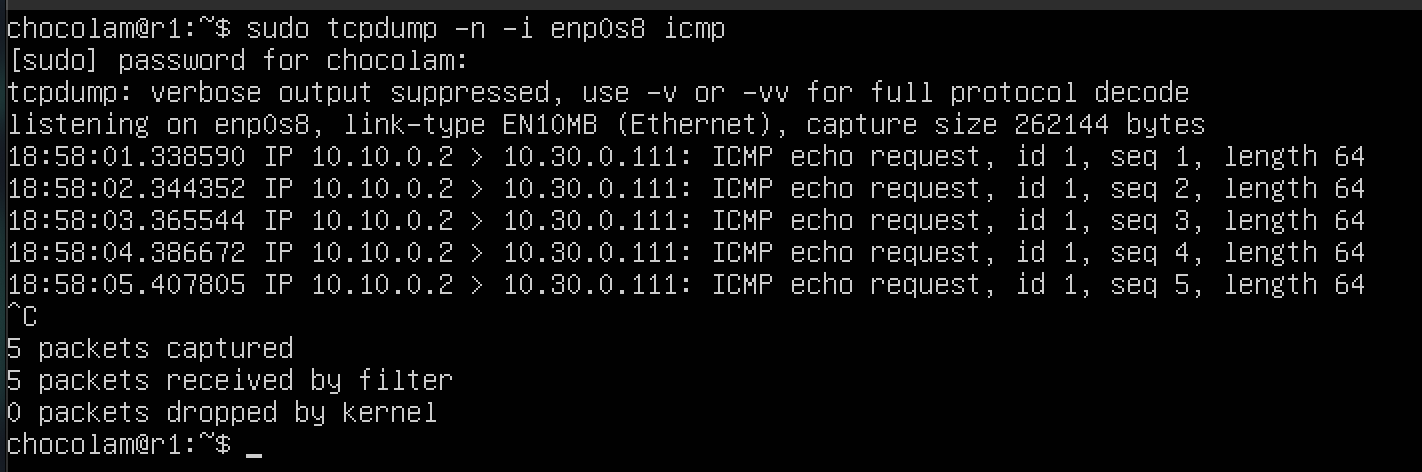 chocolam@r1:~$ sudo tcpdump -n -i enp0s8 icmp
[sudo] password for chocolam:
tcpdump: verbose output suppressed, use -v or -vv for full protocol decode
listening on enp0s8, link-type EN10MB (Ethernet), capture size 262144 bytes
18:58:01.338590 IP 10.10.0.2 > 10.30.0.111: ICMP echo request, id 1, seq 1, length 64
18:58:02.344352 IP 10.10.0.2 > 10.30.0.111: ICMP echo request, id 1, seq 2, length 64
18:58:03.365544 IP 10.10.0.2 > 10.30.0.111: ICMP echo request, id 1, seq 3, length 64
18:58:04.386672 IP 10.10.0.2 > 10.30.0.111: ICMP echo request, id 1, seq 4, length 64
18:58:05.407805 IP 10.10.0.2 > 10.30.0.111: ICMP echo request, id 1, seq 5, length 64
^C
5 packets captured
5 packets received by filter
0 packets dropped by kernel
chocolam@r1:~$ _